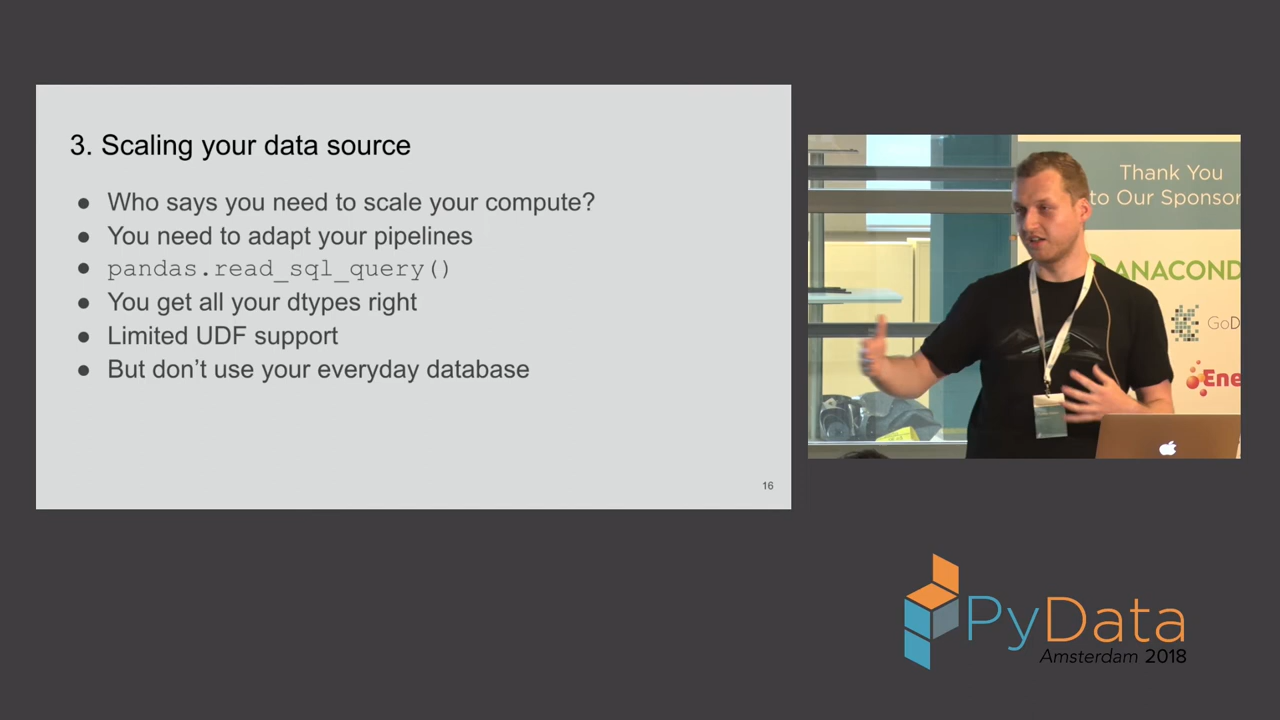 3. Scaling your data source
● Who says you need to scale your compute?
● You need to adapt your pipelines
● pandas.read_sql_query()
● You get all your dtypes right
● Limited UDF support
● But don’t use your everyday database
16
Thank You
to Our Sponsor
ANACOND
GoD
Ene
PyData
Amsterdam 2018